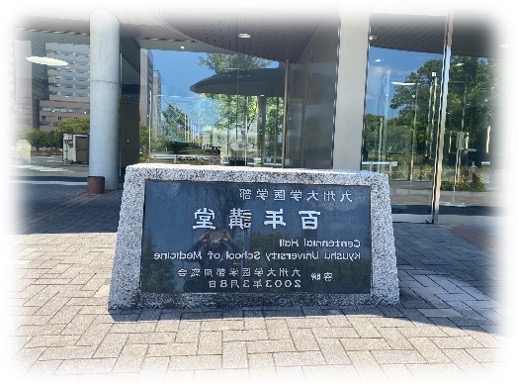 九州大学医学部
百年講堂
Centennial Hall
Kyushu University School of Medicine
寄贈 九州大学医学部同窓会
2003年3月8日